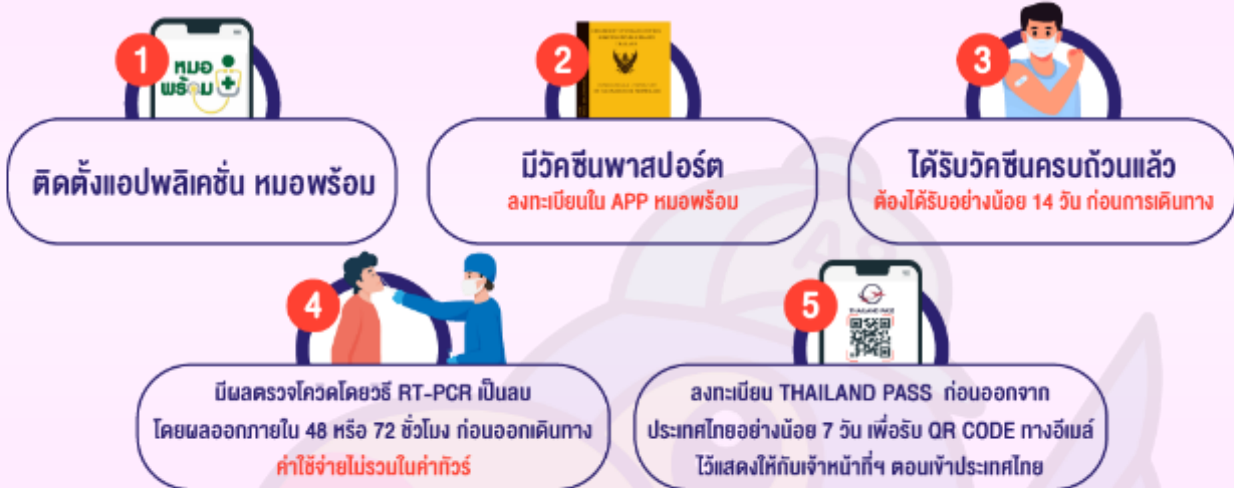 1
หมอ
พร้อม
ติดตั้งแอปพลิเคชั่น หมอพร้อม
2
มีวัคซีนพาสปอร์ต
ลงทะเบียนใน APP หมอพร้อม
3
ได้รับวัคซีนครบถ้วนแล้ว
ต้องได้รับอย่างน้อย 14 วัน ก่อนการเดินทาง
4
มีผลตรวจโควิดโดยวิธี RT-PCR เป็นลบ
โดยผลออกภายใน 48 หรือ 72 ชั่วโมง ก่อนออกเดินทาง
ค่าใช้จ่ายไม่รวมในค่าทัวร์
5
THAILAND PASS
ลงทะเบียน THAILAND PASS ก่อนออกจาก
ประเทศไทยอย่างน้อย 7 วัน เพื่อรับ QR CODE ทางอีเมล์
ไว้แสดงให้กับเจ้าหน้าที่ฯ ตอนเข้าประเทศไทย